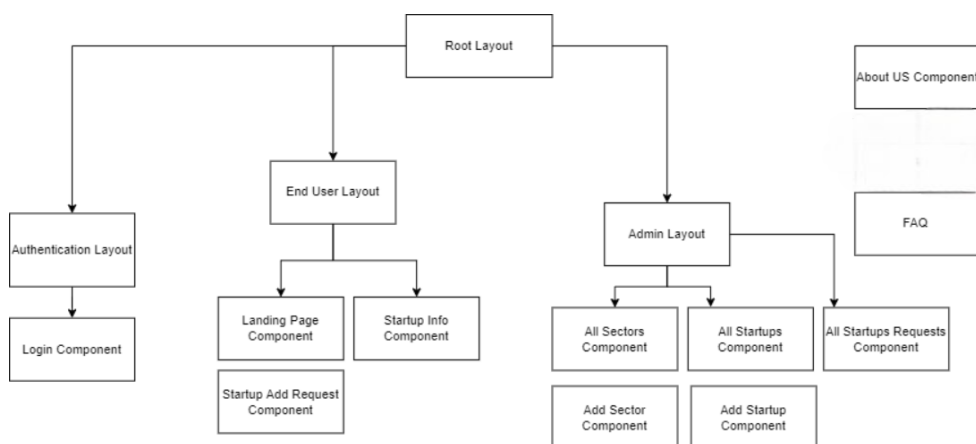 Root Layout
About US Component
End User Layout
FAQ
Authentication Layout
Admin Layout
Landing Page
Component
Startup Info
Component
All Sectors
Component
All Startups
Component
All Startups Requests
Component
Login Component
Startup Add Request
Component
Add Sector
Component
Add Startup
Component